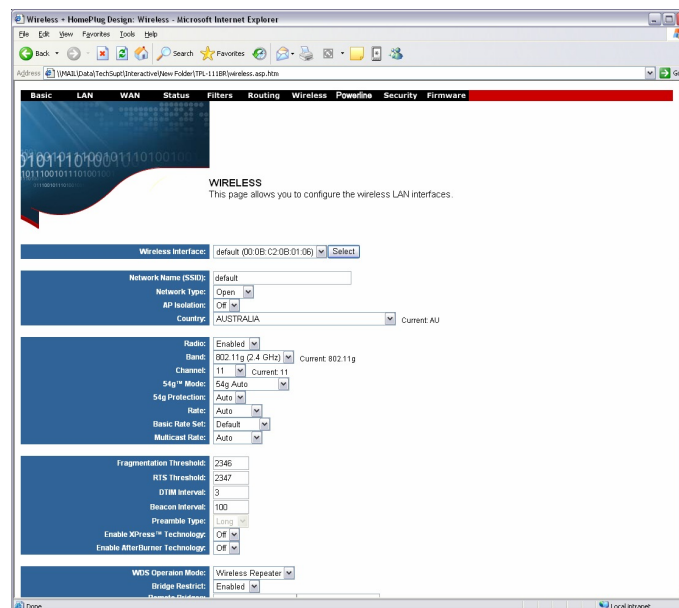 Wireless + HomePlug Design: Wireless - Microsoft Internet Explorer
File Edit View Favorites Tools Help
Back Search Favorites
Address \\MAIL\Data\TechSupt\Interactive\New Folder\TPL-111BR\wireless.asp.htm Go
Basic LAN WAN Status Filters Routing Wireless Powerline Security Firmware
WIRELESS
This page allows you to configure the wireless LAN interfaces.
Wireless Interface: default (00:0B:C2:0B:01:06) Select
Network Name (SSID): default
Network Type: Open
AP Isolation: Off
Country: AUSTRALIA Current: AU
Radio: Enabled
Band: 802.11g (2.4 GHz) Current: 802.11g
Channel: 11 Current: 11
54g™ Mode: 54g Auto
54g Protection: Auto
Rate: Auto
Basic Rate Set: Default
Multicast Rate: Auto
Fragmentation Threshold: 2346
RTS Threshold: 2347
DTIM Interval: 3
Beacon Interval: 100
Preamble Type: Long
Enable XPress™ Technology: Off
Enable AfterBurner Technology: Off
WDS Operaion Mode: Wireless Repeater
Bridge Restrict: Enabled
Remote Bridges:
Done Local intranet